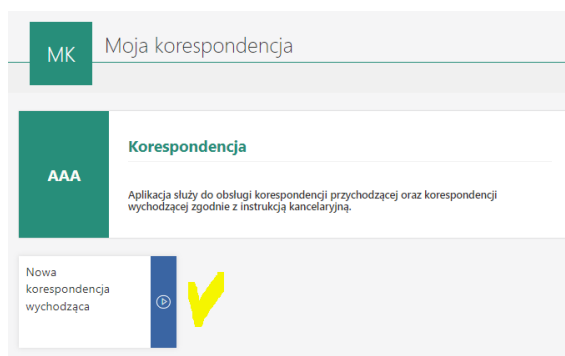 MK
Moja korespondencja
AAA
Korespondencja
Aplikacja służy do obsługi korespondencji przychodzącej oraz korespondencji
wychodzącej zgodnie z instrukcją kancelaryjną.
Nowa
korespondencja
wychodząca